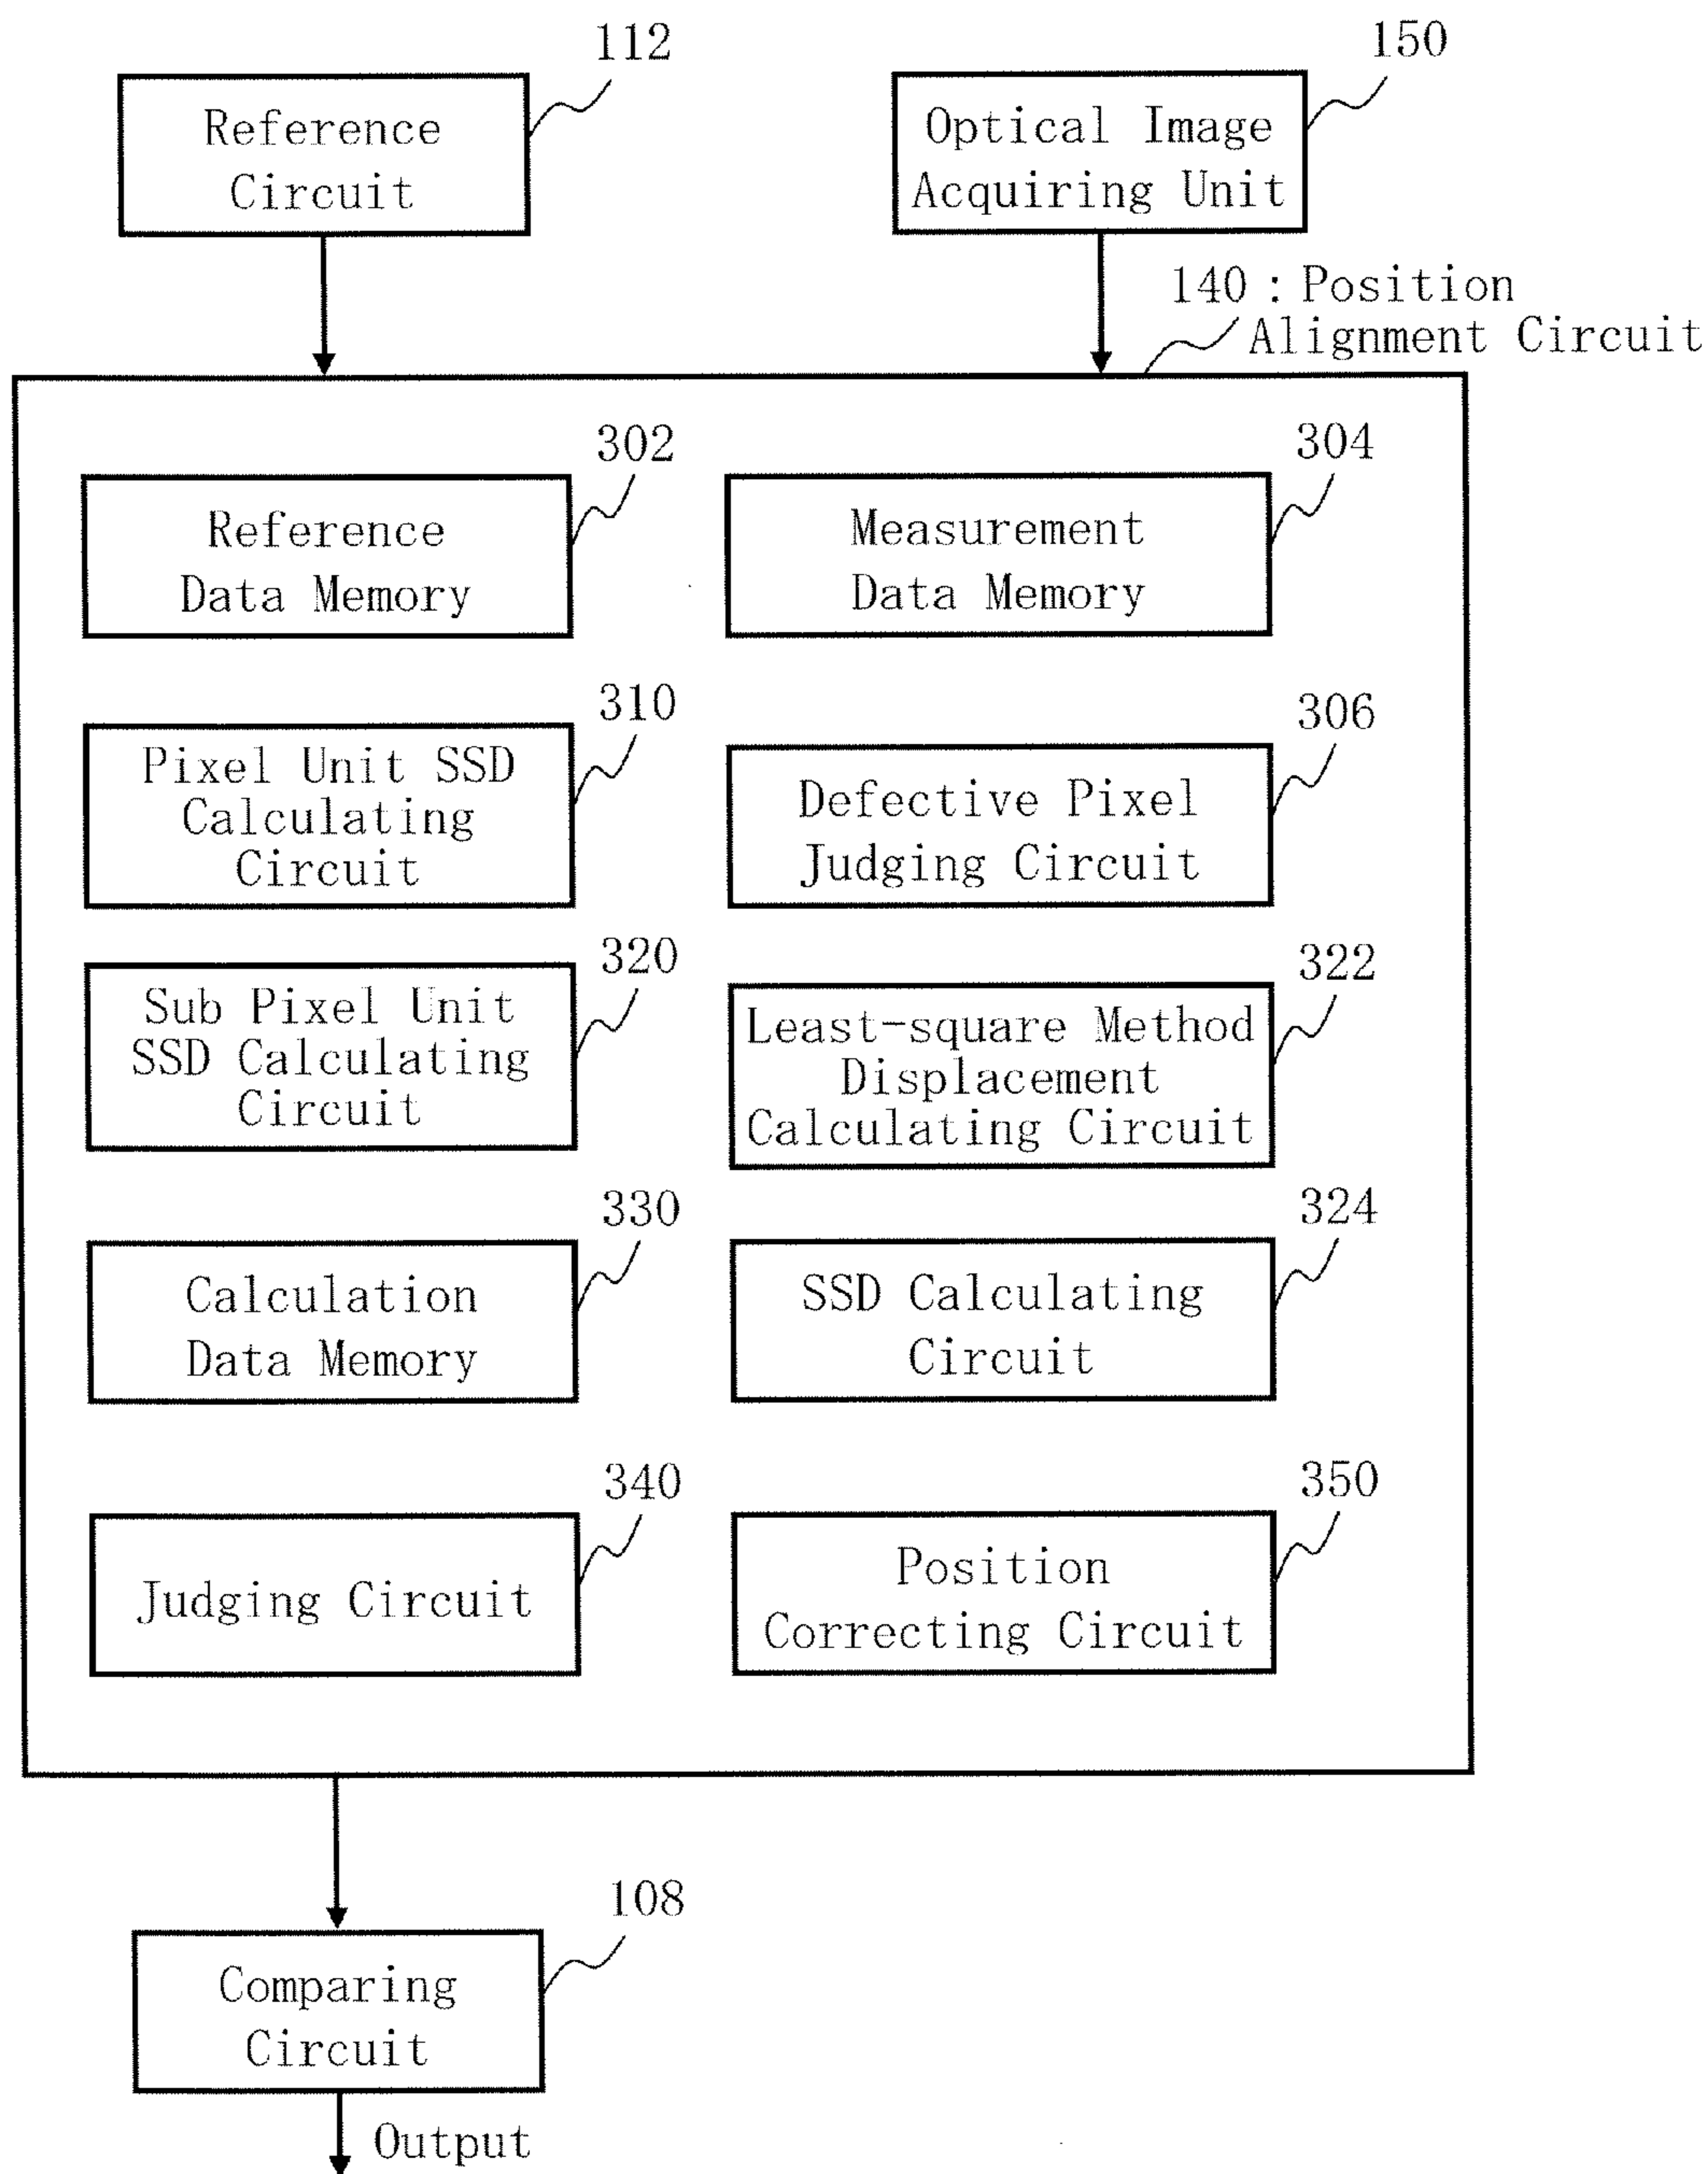 112
Reference
Circuit
150
Optical Image
Acquiring Unit
140 : Position
Alignment Circuit
302
Reference
Data Memory
304
Measurement
Data Memory
310
Pixel Unit SSD
Calculating
Circuit
306
Defective Pixel
Judging Circuit
320
Sub Pixel Unit
SSD Calculating
Circuit
322
Least-square Method
Displacement
Calculating Circuit
330
Calculation
Data Memory
324
SSD Calculating
Circuit
340
Judging Circuit
350
Position
Correcting Circuit
108
Comparing
Circuit
Output